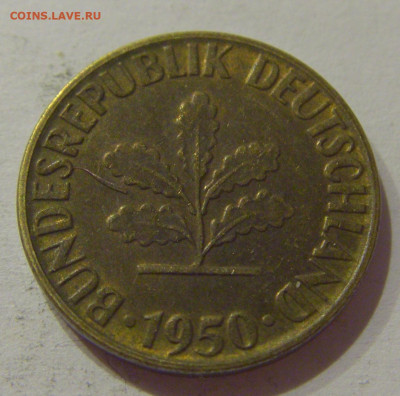 COINS.LAVE.RU
BUNDESREPUBLIK DEUTSCHLAND
· 1950 ·